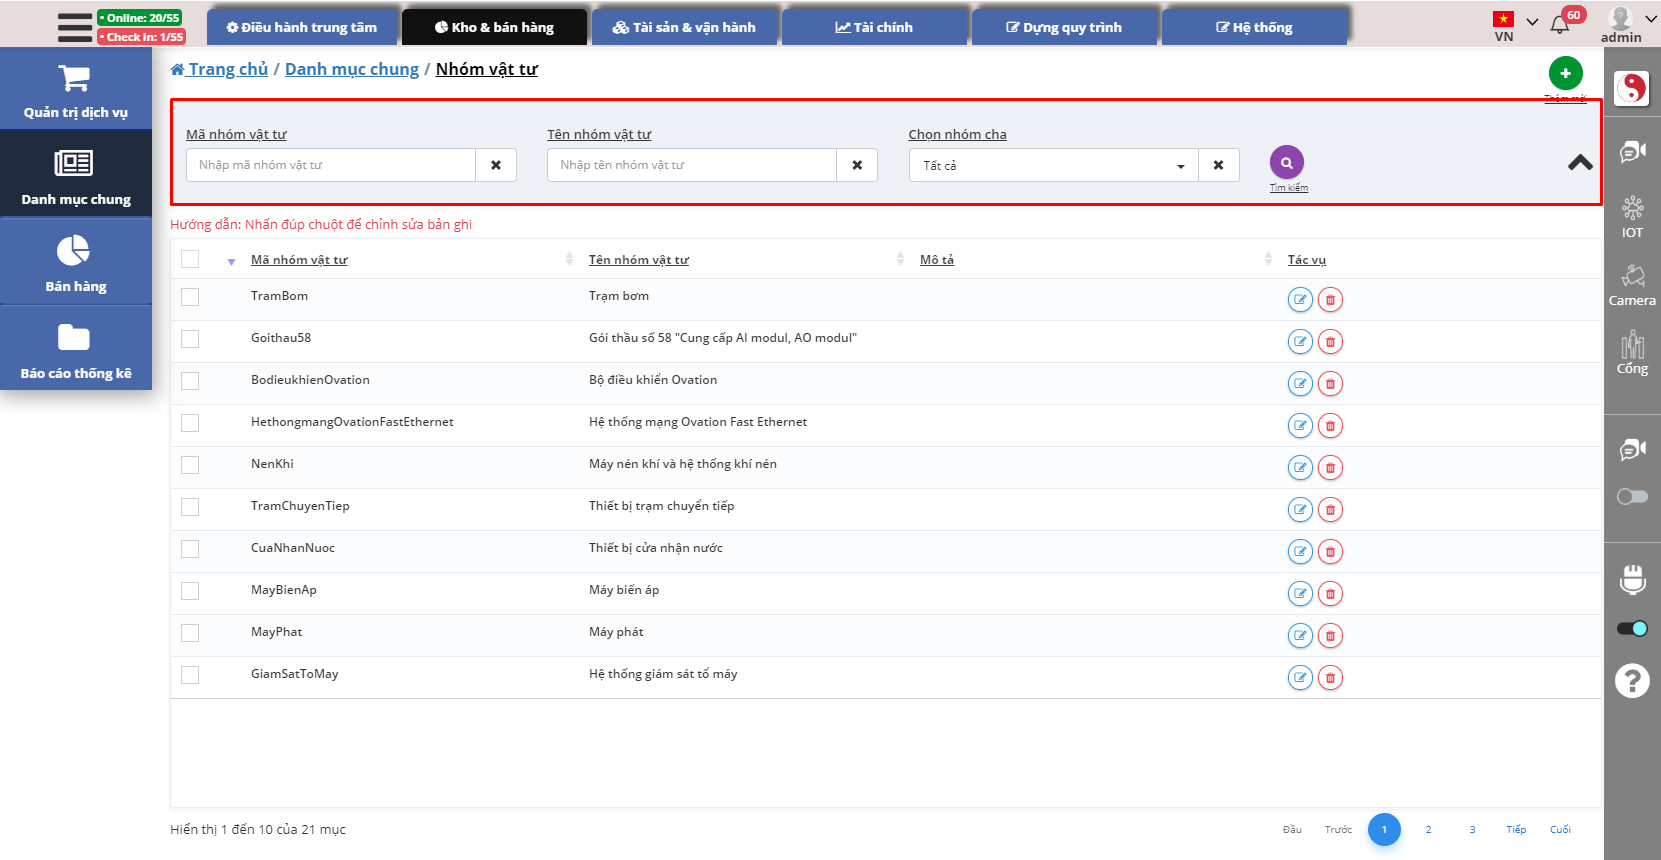 • Online: 20/55
• Check in: 1/55
Điều hành trung tâm
Kho & bán hàng
Tài sản & vận hành
Tài chính
Dựng quy trình
Hệ thống
VN
60
admin
Quản trị dịch vụ
Danh mục chung
Bán hàng
Báo cáo thống kê
Trang chủ / Danh mục chung / Nhóm vật tư
Thêm mới
Mã nhóm vật tư
Tên nhóm vật tư
Chọn nhóm cha
Nhập mã nhóm vật tư
Nhập tên nhóm vật tư
Tất cả
Tìm kiếm
Hướng dẫn: Nhấn đúp chuột để chỉnh sửa bản ghi
Mã nhóm vật tư Tên nhóm vật tư Mô tả Tác vụ
TramBom Trạm bơm
Goithau58 Gói thầu số 58 "Cung cấp AI modul, AO modul"
BodieukhienOvation Bộ điều khiển Ovation
HethongmangOvationFastEthernet Hệ thống mạng Ovation Fast Ethernet
NenKhi Máy nén khí và hệ thống khí nén
TramChuyenTiep Thiết bị trạm chuyển tiếp
CuaNhanNuoc Thiết bị cửa nhận nước
MayBienAp Máy biến áp
MayPhat Máy phát
GiamSatToMay Hệ thống giám sát tổ máy
Hiển thị 1 đến 10 của 21 mục
Đầu Trước 1 2 3 Tiếp Cuối
IOT
Camera
Cổng